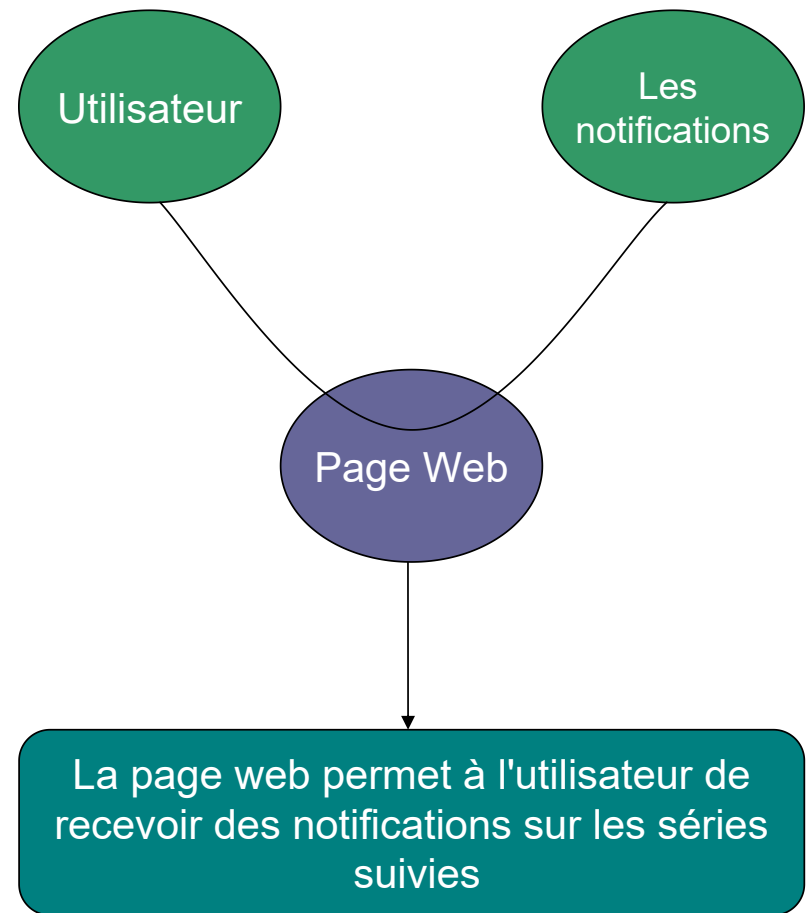 Utilisateur
Les
notifications
Page Web
La page web permet à l'utilisateur de
recevoir des notifications sur les séries
suivies